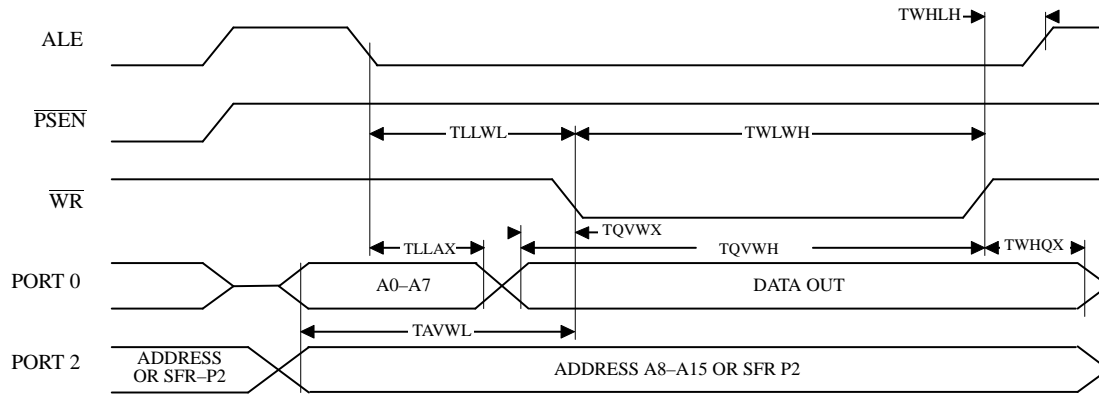 TWHLH
ALE
PSEN
TLLWL
TWLWH
WR
TQVWX
TLLAX
TQVWH
TWHQX
PORT 0
A0–A7
DATA OUT
TAVWL
PORT 2
ADDRESS
OR SFR–P2
ADDRESS A8–A15 OR SFR P2